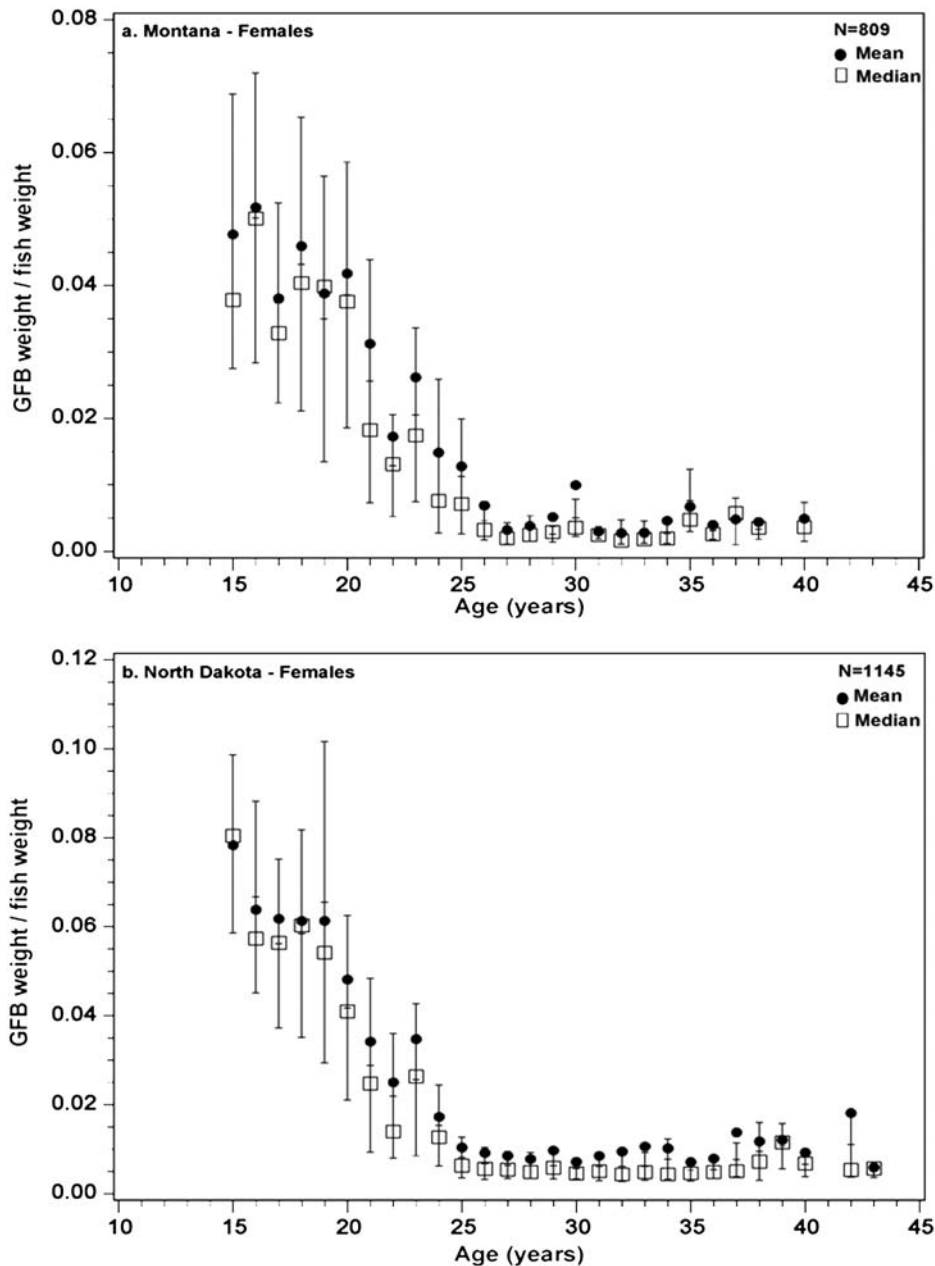 a. Montana - Females
N=809
Mean
Median
0.08
0.06
0.04
0.02
0.00
GFB weight / fish weight
10 15 20 25 30 35 40 45
Age (years)
b. North Dakota - Females
N=1145
Mean
Median
0.12
0.10
0.08
0.06
0.04
0.02
0.00
GFB weight / fish weight
10 15 20 25 30 35 40 45
Age (years)